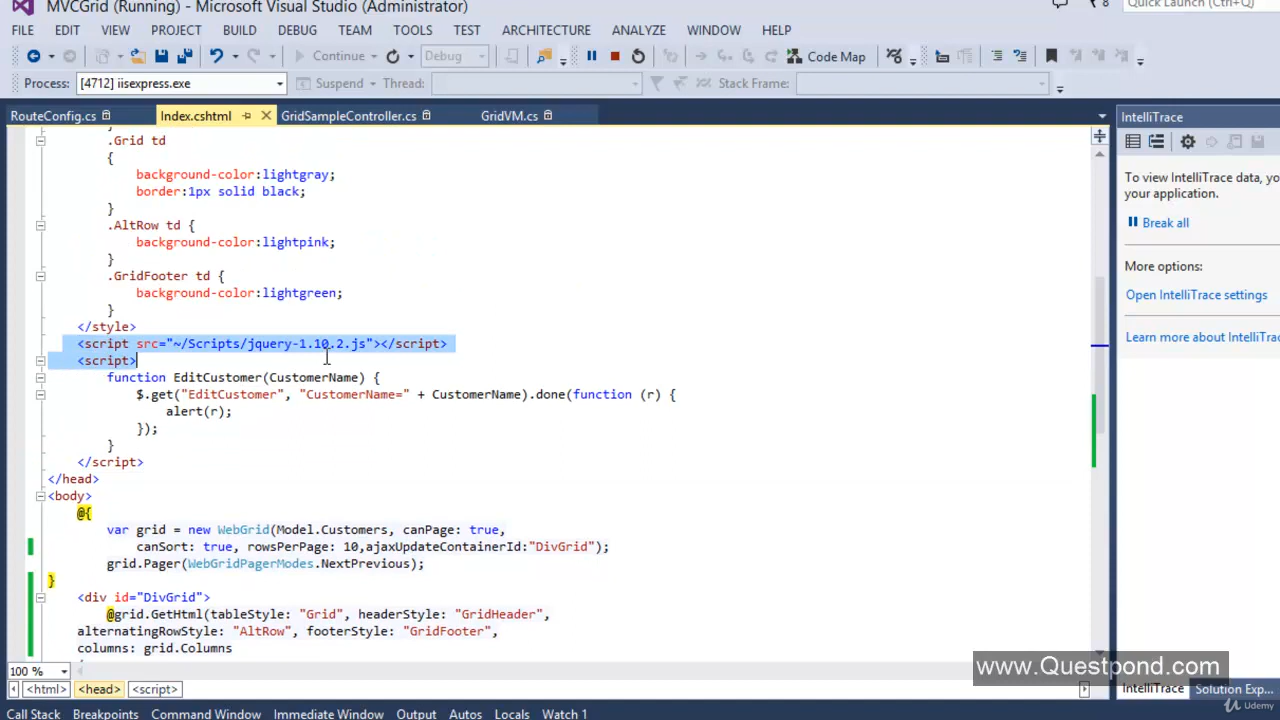 MVCGrid (Running) - Microsoft Visual Studio (Administrator)
8
Quick Launch (Ctrl+Q)
FILE EDIT VIEW PROJECT BUILD DEBUG TEAM TOOLS TEST ARCHITECTURE ANALYZE WINDOW HELP
Continue Debug Code Map
Process: [4712] iisexpress.exe Suspend Thread: Stack Frame:
RouteConfig.cs Index.cshtml GridSampleController.cs GridVM.cs
}
.Grid td
{
background-color:lightgray;
border:1px solid black;
}
.AltRow td {
background-color:lightpink;
}
.GridFooter td {
background-color:lightgreen;
}
</style>
<script src="~/Scripts/jquery-1.10.2.js"></script>
<script>
function EditCustomer(CustomerName) {
$.get("EditCustomer", "CustomerName=" + CustomerName).done(function (r) {
alert(r);
});
}
</script>
</head>
<body>
@{
var grid = new WebGrid(Model.Customers, canPage: true,
canSort: true, rowsPerPage: 10,ajaxUpdateContainerId:"DivGrid");
grid.Pager(WebGridPagerModes.NextPrevious);
}
<div id="DivGrid">
@grid.GetHtml(tableStyle: "Grid", headerStyle: "GridHeader",
alternatingRowStyle: "AltRow", footerStyle: "GridFooter",
columns: grid.Columns
100 %
<html> <head> <script>
IntelliTrace
To view IntelliTrace data, yo
your application.
Break all
More options:
Open IntelliTrace settings
Learn more about IntelliTrac
www.Questpond.com
IntelliTrace Solution Exp...
Udemy
Call Stack Breakpoints Command Window Immediate Window Output Autos Locals Watch 1